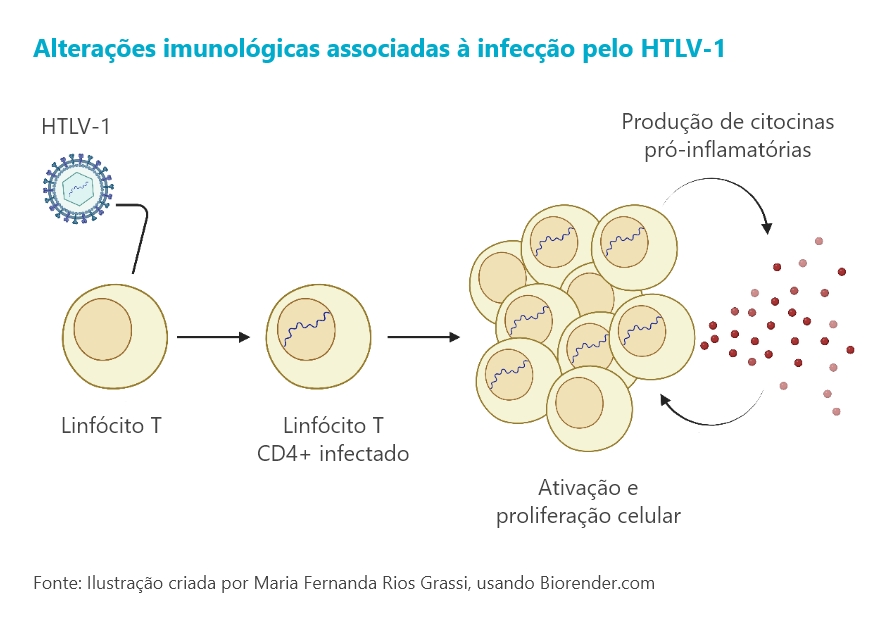 Alterações imunológicas associadas à infecção pelo HTLV-1
HTLV-1
Produção de citocinas
pró-inflamatórias
Linfócito T
Linfócito T
CD4+ infectado
Ativação e
proliferação celular
Fonte: Ilustração criada por Maria Fernanda Rios Grassi, usando Biorender.com